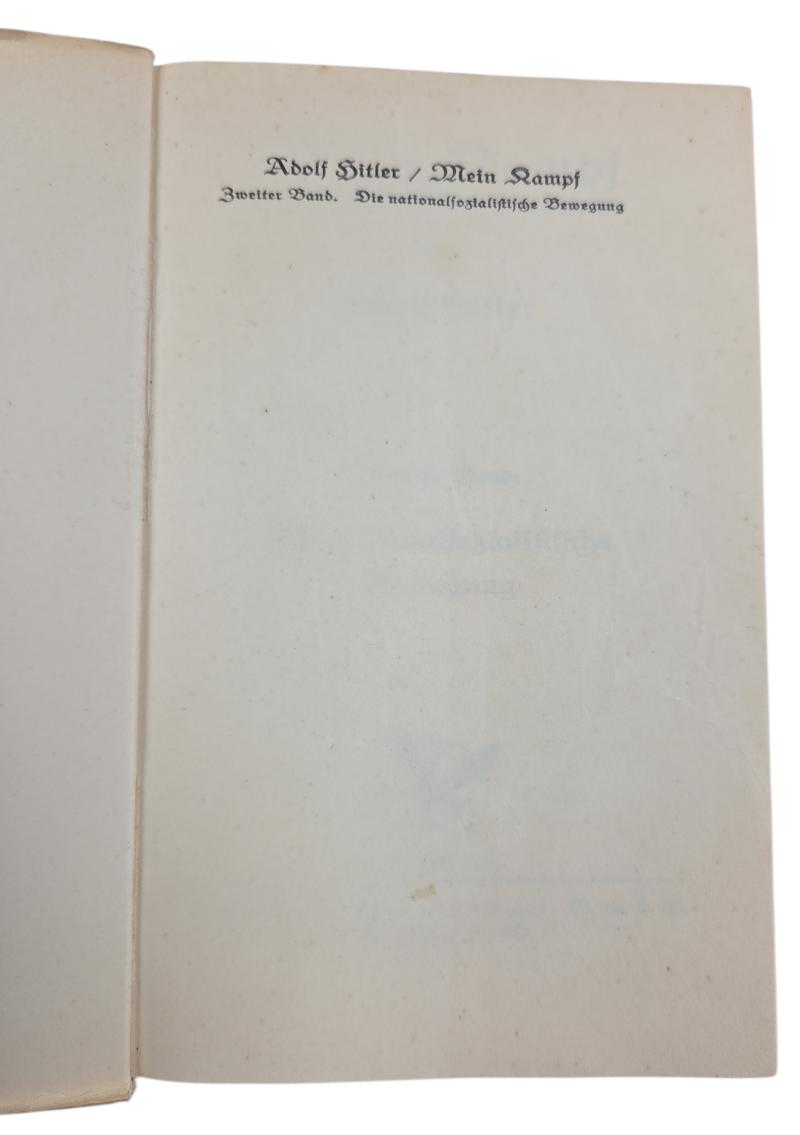 Adolf Hitler / Mein Kampf
Zweiter Band. Die nationalsozialistische Bewegung